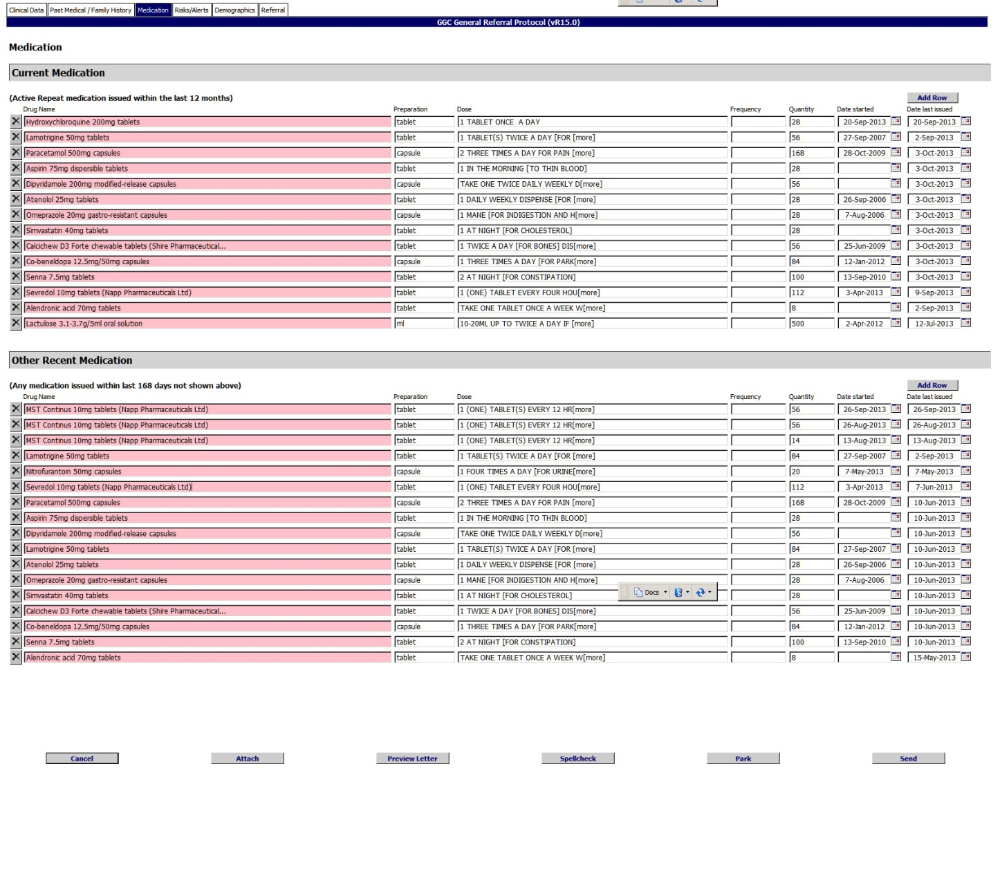 Clinical Data Past Medical / Family History Medication Risks/Alerts Demographics Referral
GGC General Referral Protocol (vR15.0)
Medication
Current Medication
(Active Repeat medication issued within the last 12 months) Add Row
Drug Name Preparation Dose Frequency Quantity Date started Date last issued
Hydroxychloroquine 200mg tablets tablet 1 TABLET ONCE A DAY 28 20-Sep-2013 20-Sep-2013
Lamotrigine 50mg tablets tablet 1 TABLET(S) TWICE A DAY [FOR [more] 56 27-Sep-2007 2-Sep-2013
Paracetamol 500mg capsules capsule 2 THREE TIMES A DAY FOR PAIN [more] 168 28-Oct-2009 3-Oct-2013
Aspirin 75mg dispersible tablets tablet 1 IN THE MORNING [TO THIN BLOOD] 28 3-Oct-2013
Dipyridamole 200mg modified-release capsules capsule TAKE ONE TWICE DAILY WEEKLY D[more] 56 3-Oct-2013
Atenolol 25mg tablets tablet 1 DAILY WEEKLY DISPENSE [FOR [more] 28 26-Sep-2006 3-Oct-2013
Omeprazole 20mg gastro-resistant capsules capsule 1 MANE [FOR INDIGESTION AND H[more] 28 7-Aug-2006 3-Oct-2013
Simvastatin 40mg tablets tablet 1 AT NIGHT [FOR CHOLESTEROL] 28 3-Oct-2013
Calcichew D3 Forte chewable tablets (Shire Pharmaceutical... tablet 1 TWICE A DAY [FOR BONES] DIS[more] 56 25-Jun-2009 3-Oct-2013
Co-beneldopa 12.5mg/50mg capsules capsule 1 THREE TIMES A DAY [FOR PARK[more] 84 12-Jan-2012 3-Oct-2013
Senna 7.5mg tablets tablet 2 AT NIGHT [FOR CONSTIPATION] 100 13-Sep-2010 3-Oct-2013
Sevredol 10mg tablets (Napp Pharmaceuticals Ltd) tablet 1 (ONE) TABLET EVERY FOUR HOU[more] 112 3-Apr-2013 9-Sep-2013
Alendronic acid 70mg tablets tablet TAKE ONE TABLET ONCE A WEEK W[more] 8 2-Sep-2013
Lactulose 3.1-3.7g/5ml oral solution ml 10-20ML UP TO TWICE A DAY IF [more] 500 2-Apr-2012 12-Jul-2013
Other Recent Medication
(Any medication issued within last 168 days not shown above) Add Row
Drug Name Preparation Dose Frequency Quantity Date started Date last issued
MST Continus 10mg tablets (Napp Pharmaceuticals Ltd) tablet 1 (ONE) TABLET(S) EVERY 12 HR[more] 56 26-Sep-2013 26-Sep-2013
MST Continus 10mg tablets (Napp Pharmaceuticals Ltd) tablet 1 (ONE) TABLET(S) EVERY 12 HR[more] 56 26-Aug-2013 26-Aug-2013
MST Continus 10mg tablets (Napp Pharmaceuticals Ltd) tablet 1 (ONE) TABLET(S) EVERY 12 HR[more] 14 13-Aug-2013 13-Aug-2013
Lamotrigine 50mg tablets tablet 1 TABLET(S) TWICE A DAY [FOR [more] 84 27-Sep-2007 2-Sep-2013
Nitrofurantoin 50mg capsules capsule 1 FOUR TIMES A DAY [FOR URINE[more] 20 7-May-2013 7-May-2013
Sevredol 10mg tablets (Napp Pharmaceuticals Ltd) tablet 1 (ONE) TABLET EVERY FOUR HOU[more] 112 3-Apr-2013 7-Jun-2013
Paracetamol 500mg capsules capsule 2 THREE TIMES A DAY FOR PAIN [more] 168 28-Oct-2009 10-Jun-2013
Aspirin 75mg dispersible tablets tablet 1 IN THE MORNING [TO THIN BLOOD] 28 10-Jun-2013
Dipyridamole 200mg modified-release capsules capsule TAKE ONE TWICE DAILY WEEKLY D[more] 56 10-Jun-2013
Lamotrigine 50mg tablets tablet 1 TABLET(S) TWICE A DAY [FOR [more] 84 27-Sep-2007 10-Jun-2013
Atenolol 25mg tablets tablet 1 DAILY WEEKLY DISPENSE [FOR [more] 28 26-Sep-2006 10-Jun-2013
Omeprazole 20mg gastro-resistant capsules capsule 1 MANE [FOR INDIGESTION AND H[more] 28 7-Aug-2006 10-Jun-2013
Simvastatin 40mg tablets tablet 1 AT NIGHT [FOR CHOLESTEROL] Docs 28 10-Jun-2013
Calcichew D3 Forte chewable tablets (Shire Pharmaceutical... tablet 1 TWICE A DAY [FOR BONES] DIS[more] 56 25-Jun-2009 10-Jun-2013
Co-beneldopa 12.5mg/50mg capsules capsule 1 THREE TIMES A DAY [FOR PARK[more] 84 12-Jan-2012 10-Jun-2013
Senna 7.5mg tablets tablet 2 AT NIGHT [FOR CONSTIPATION] 100 13-Sep-2010 10-Jun-2013
Alendronic acid 70mg tablets tablet TAKE ONE TABLET ONCE A WEEK W[more] 8 15-May-2013
Cancel Attach Preview Letter Spellcheck Park Send